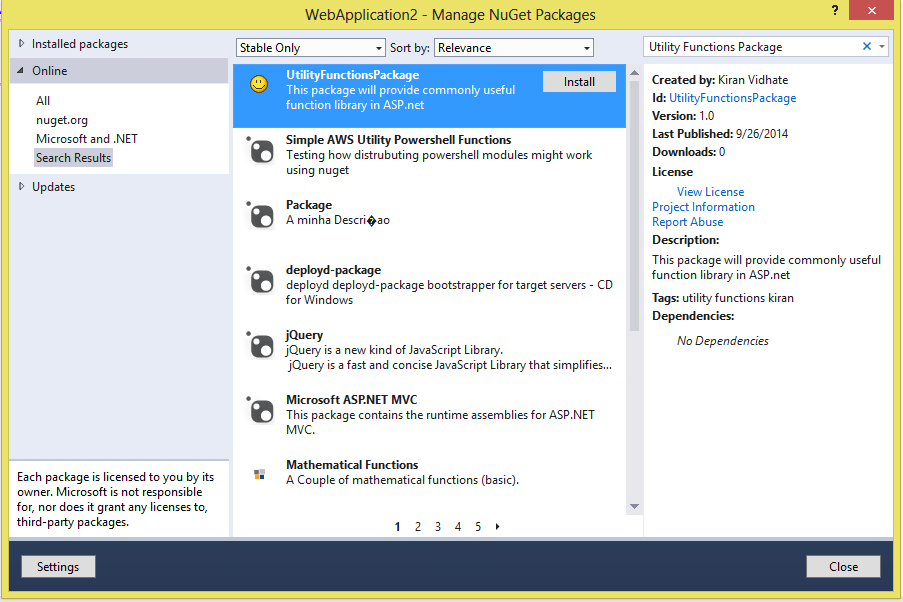 WebApplication2 - Manage NuGet Packages
?
Installed packages
Online
All
nuget.org
Microsoft and .NET
Search Results
Updates
Each package is licensed to you by its
owner. Microsoft is not responsible
for, nor does it grant any licenses to,
third-party packages.
Stable Only
Sort by:
Relevance
UtilityFunctionsPackage
Install
This package will provide commonly useful
function library in ASP.net
Simple AWS Utility Powershell Functions
Testing how distrubuting powershell modules might work
using nuget
Package
A minha Descri�ao
deployd-package
deployd deployd-package bootstrapper for target servers - CD
for Windows
jQuery
jQuery is a new kind of JavaScript Library.
jQuery is a fast and concise JavaScript Library that simplifies...
Microsoft ASP.NET MVC
This package contains the runtime assemblies for ASP.NET
MVC.
Mathematical Functions
A Couple of mathematical functions (basic).
1 2 3 4 5
Utility Functions Package
Created by: Kiran Vidhate
Id: UtilityFunctionsPackage
Version: 1.0
Last Published: 9/26/2014
Downloads: 0
License
View License
Project Information
Report Abuse
Description:
This package will provide commonly useful
function library in ASP.net
Tags: utility functions kiran
Dependencies:
No Dependencies
Settings
Close